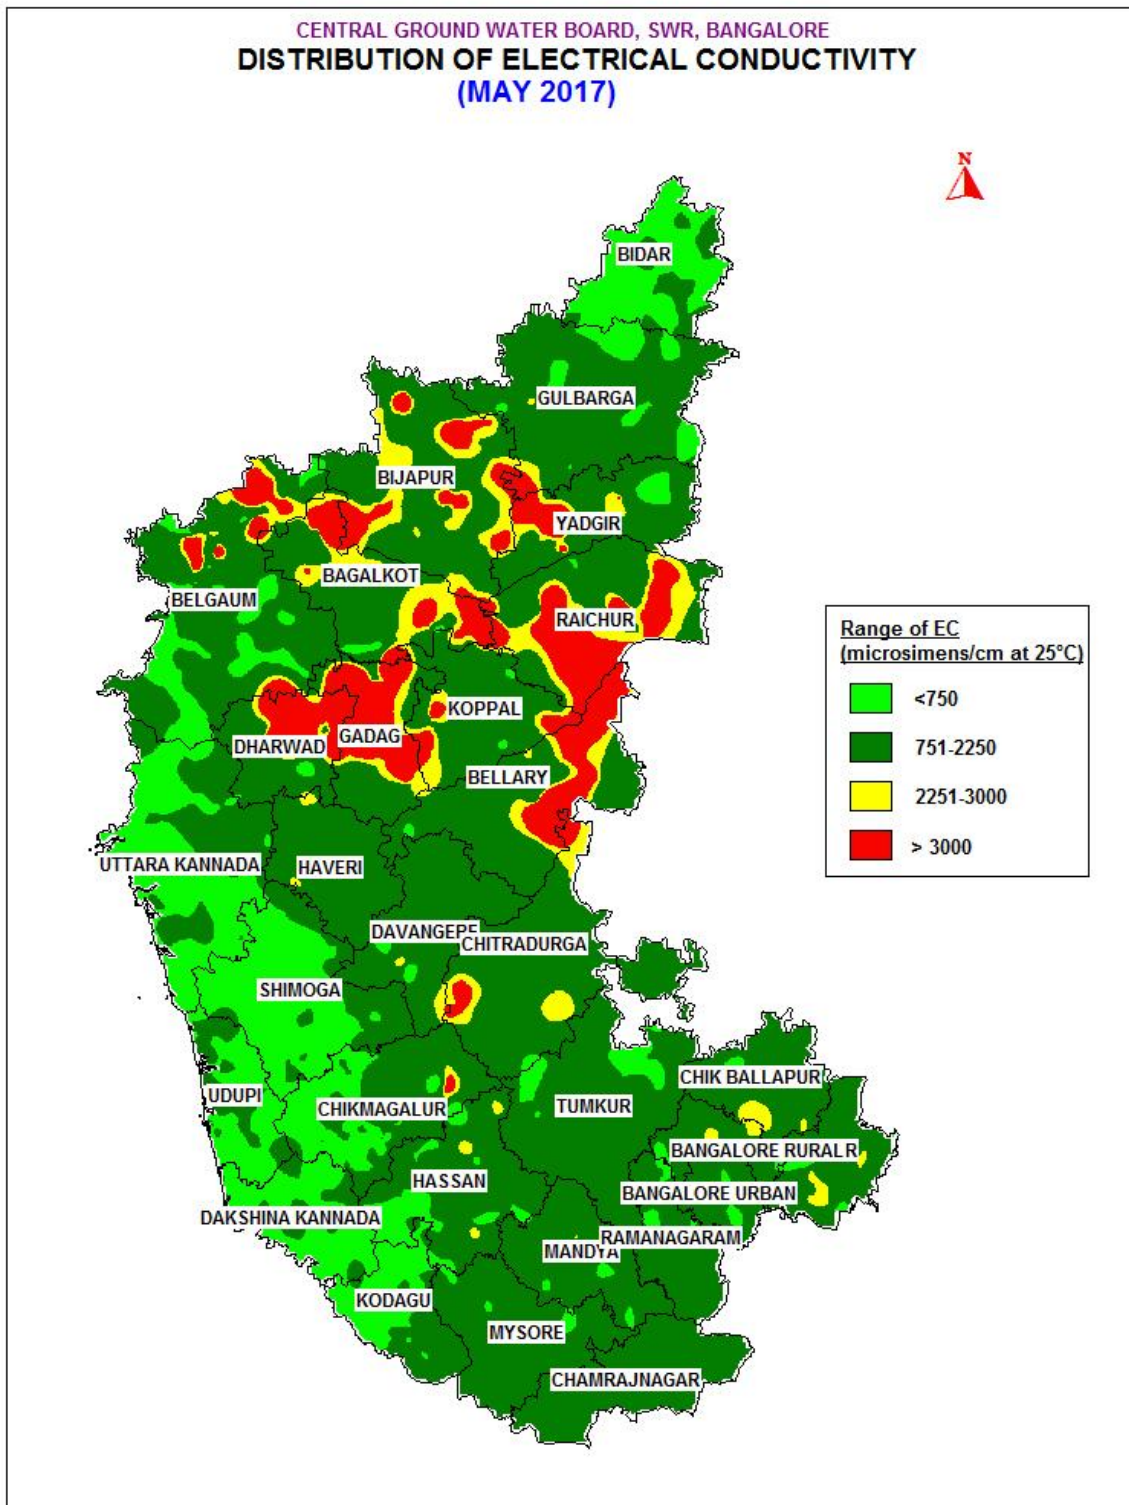 CENTRAL GROUND WATER BOARD, SWR, BANGALORE
DISTRIBUTION OF ELECTRICAL CONDUCTIVITY
(MAY 2017)
N
BIDAR
GULBARGA
BIJAPUR
YADGIR
BAGALKOT
BELGAUM
RAICHUR
Range of EC
(microsimens/cm at 25°C)
<750
751-2250
2251-3000
> 3000
KOPPAL
GADAG
DHARWAD
BELLARY
UTTARA KANNADA
HAVERI
DAVANGEPE
CHITRADURGA
SHIMOGA
CHIK BALLAPUR
UDUPI
CHIKMAGALUR
TUMKUR
BANGALORE RURALR
HASSAN
BANGALORE URBAN
DAKSHINA KANNADA
RAMANAGARAM
MANDYA
KODAGU
MYSORE
CHAMRAJNAGAR